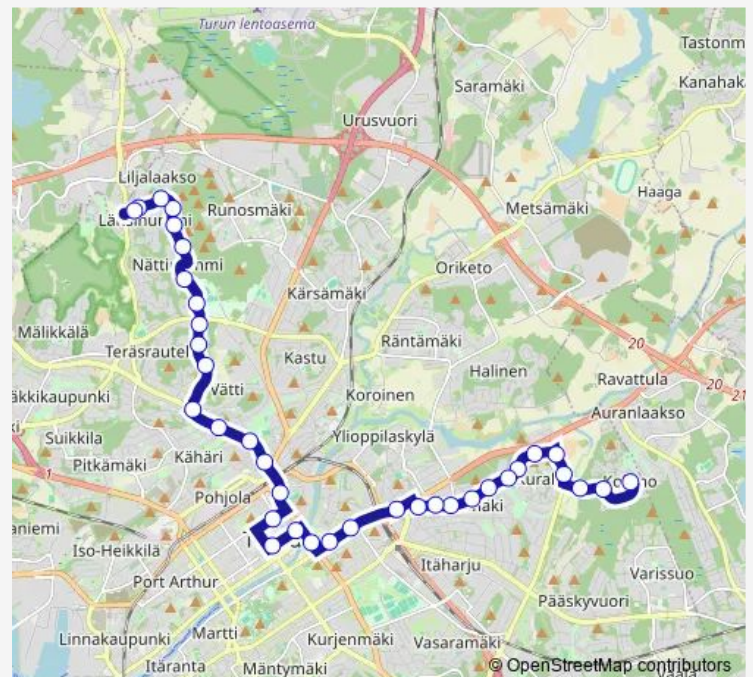 Turun lentoasema
Tastonm
Saramäki
Kanahak
Urusvuori
Liljalaakso
Haaga
Runosmäki
Metsämäki
Oriketo
Kärsämäki
Mälikkälä
Räntämäki
20
Teräsrautel
Kastu
Halinen
Ravattula
20
21
Vätti
äkkikaupunki
Koroinen
Auranlaakso
Suikkila
Ylioppilaskylä
Kähäri
Pitkämäki
1
Pohjola
aniemi
Iso-Heikkilä
Itäharju
Varissuo
Port Arthur
Pääskyvuori
Linnakaupunki
Martti
Kurjenmäki
Vasaramäki
Itäranta
Mäntymäki
© OpenStreetMap contributors